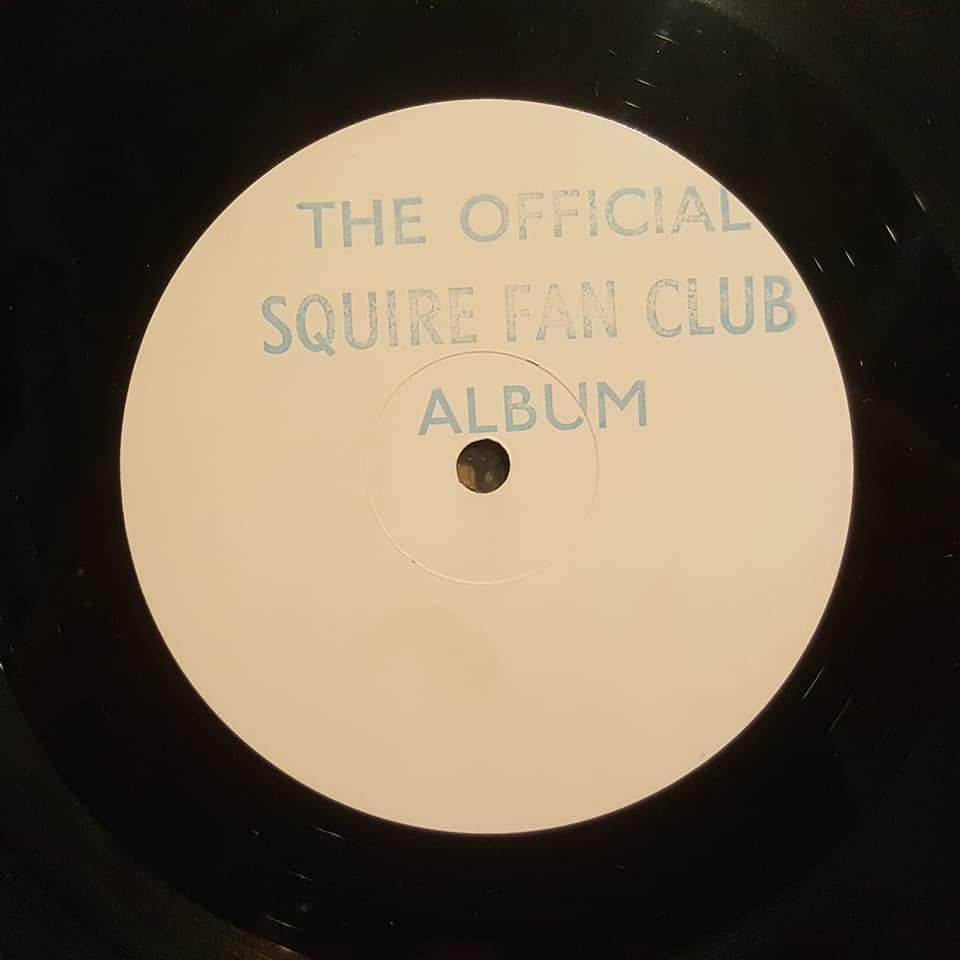 THE OFFICIAL
SQUIRE FAN CLUB
ALBUM